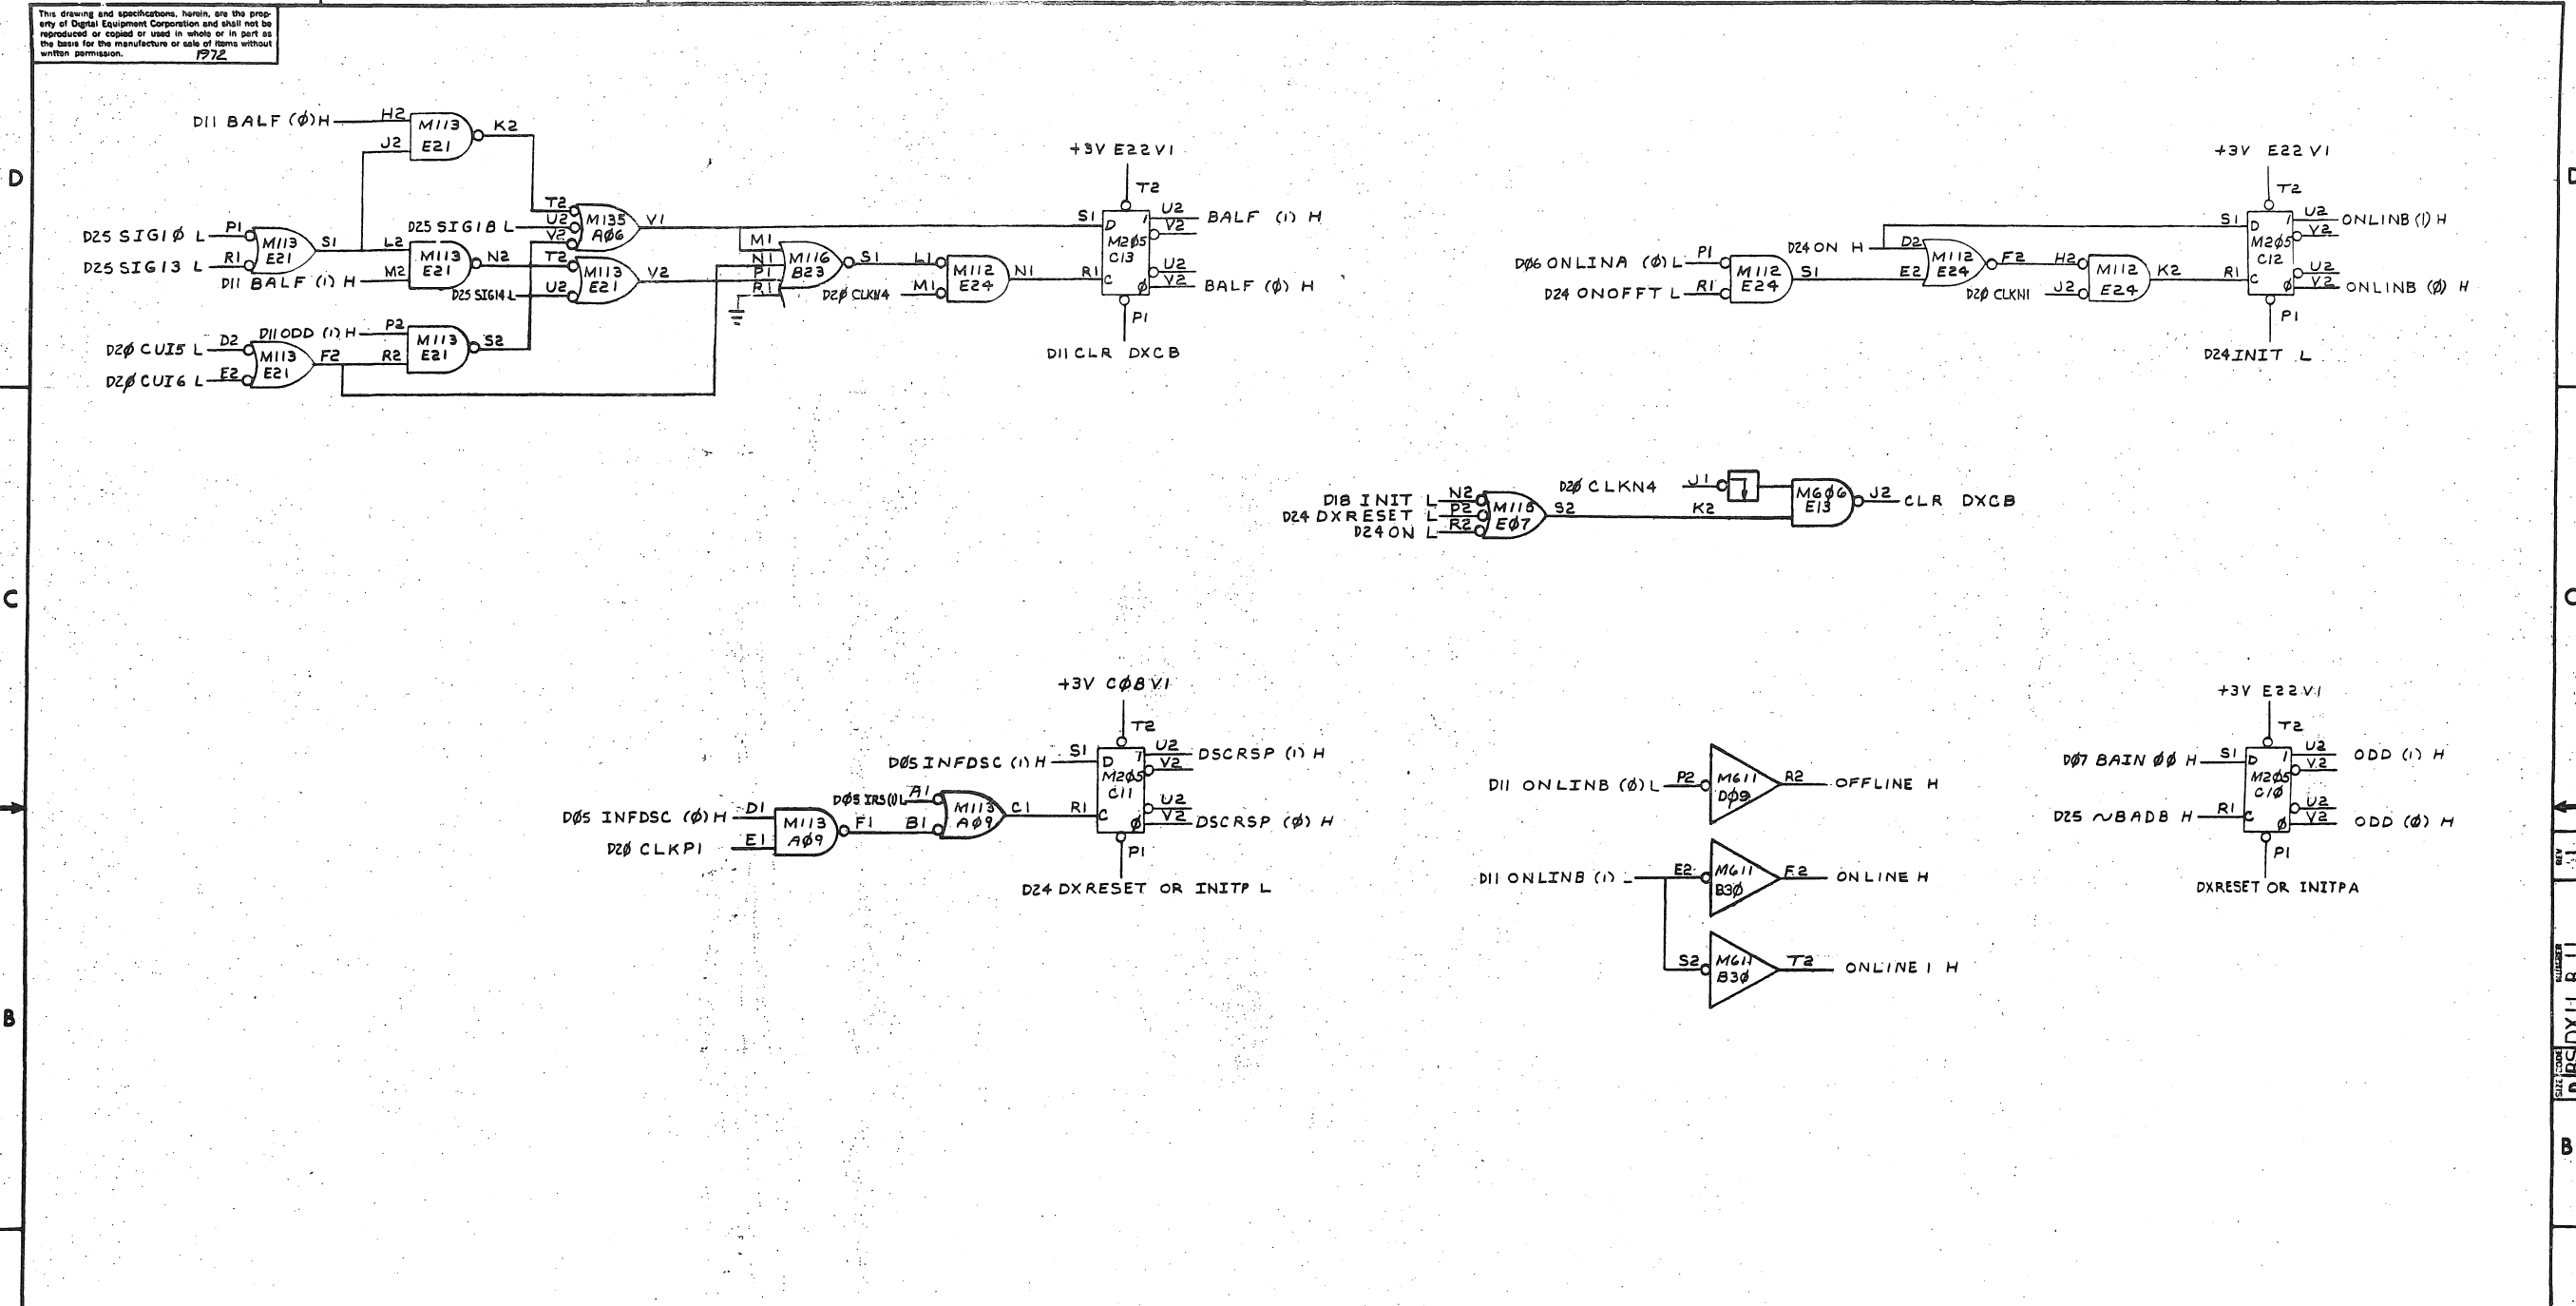 This drawing and specifications, herein, are the prop-
erty of Digital Equipment Corporation and shall not be
reproduced or copied or used in whole or in part as
the basis for the manufacture or sale of items without
written permission. 1972
D
D11 BALF (Ø)H
H2
J2
M113
E21
K2
D25 SIG1Ø L
P1
D25 SIG13 L
R1
M113
E21
S1
L2
D11 BALF (1) H
M2
M113
E21
N2
D11 ODD (1) H
P2
R2
M113
E21
S2
D2Ø CUI5 L
D2
D2Ø CUI6 L
E2
M113
E21
F2
T2
D25 SIG18 L
U2
V2
M135
AØ6
V1
T2
D25 SIG14 L
U2
M113
E21
V2
M1
N1
P1
R1
M116
B23
S1
L1
D2Ø CLKN4
M1
M112
E24
N1
+3V E22V1
T2
S1
D
1
M2Ø5
C13
R1
C
Ø
U2
V2
BALF (1) H
U2
V2
BALF (Ø) H
P1
D11 CLR DXCB
DØ6 ONLINA (Ø) L
P1
D24 ONOFFT L
R1
M112
E24
S1
D24 ON H
D2
E2
M112
E24
F2
H2
D2Ø CLKN1
J2
M112
E24
K2
+3V E22 V1
T2
S1
D
1
M2Ø5
C12
R1
C
Ø
U2
V2
ONLINB (1) H
U2
V2
ONLINB (Ø) H
P1
D24 INIT L
D18 INIT L
N2
D24 DXRESET L
P2
D24 ON L
R2
EØ7
S2
D2Ø CLKN4
J1
K2
M6Ø6
E13
J2
CLR DXCB
C
C
+3V CØ8V1
T2
DØ5 INFDSC (1) H
S1
D
1
M2Ø5
C11
R1
C
Ø
U2
V2
DSCRSP (1) H
U2
V2
DSCRSP (Ø) H
P1
D24 DXRESET OR INITP L
DØ5 INFDSC (Ø) H
D1
D2Ø CLKP1
E1
M113
AØ9
F1
A1
B1
M113
AØ9
C1
D11 ONLINB (Ø) L
P2
M611
DØ9
R2
OFFLINE H
D11 ONLINB (1)
E2
M611
B3Ø
F2
ONLINE H
S2
M611
B3Ø
T2
ONLINE 1 H
+3V E22V1
T2
DØ7 BAIN ØØ H
S1
D25 ~BADB H
R1
D
1
M2Ø5
C1Ø
C
Ø
U2
V2
ODD (1) H
U2
V2
ODD (Ø) H
P1
DXRESET OR INITPA
REV
NUMBER
SIZE CODE
B
B